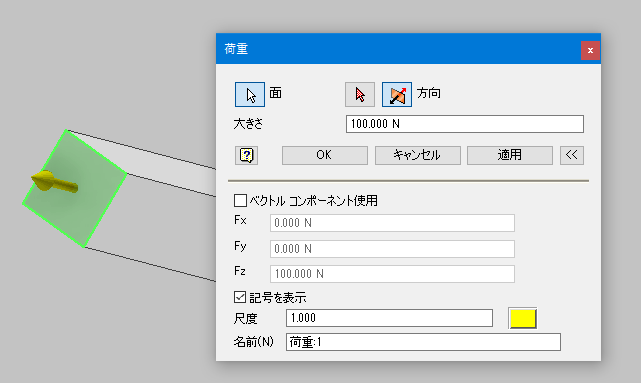 荷重
x
面
方向
大きさ
100.000 N
?
OK
キャンセル
適用
<<
ベクトル コンポーネント使用
Fx
0.000 N
Fy
0.000 N
Fz
100.000 N
記号を表示
尺度
1.000
名前(N)
荷重:1